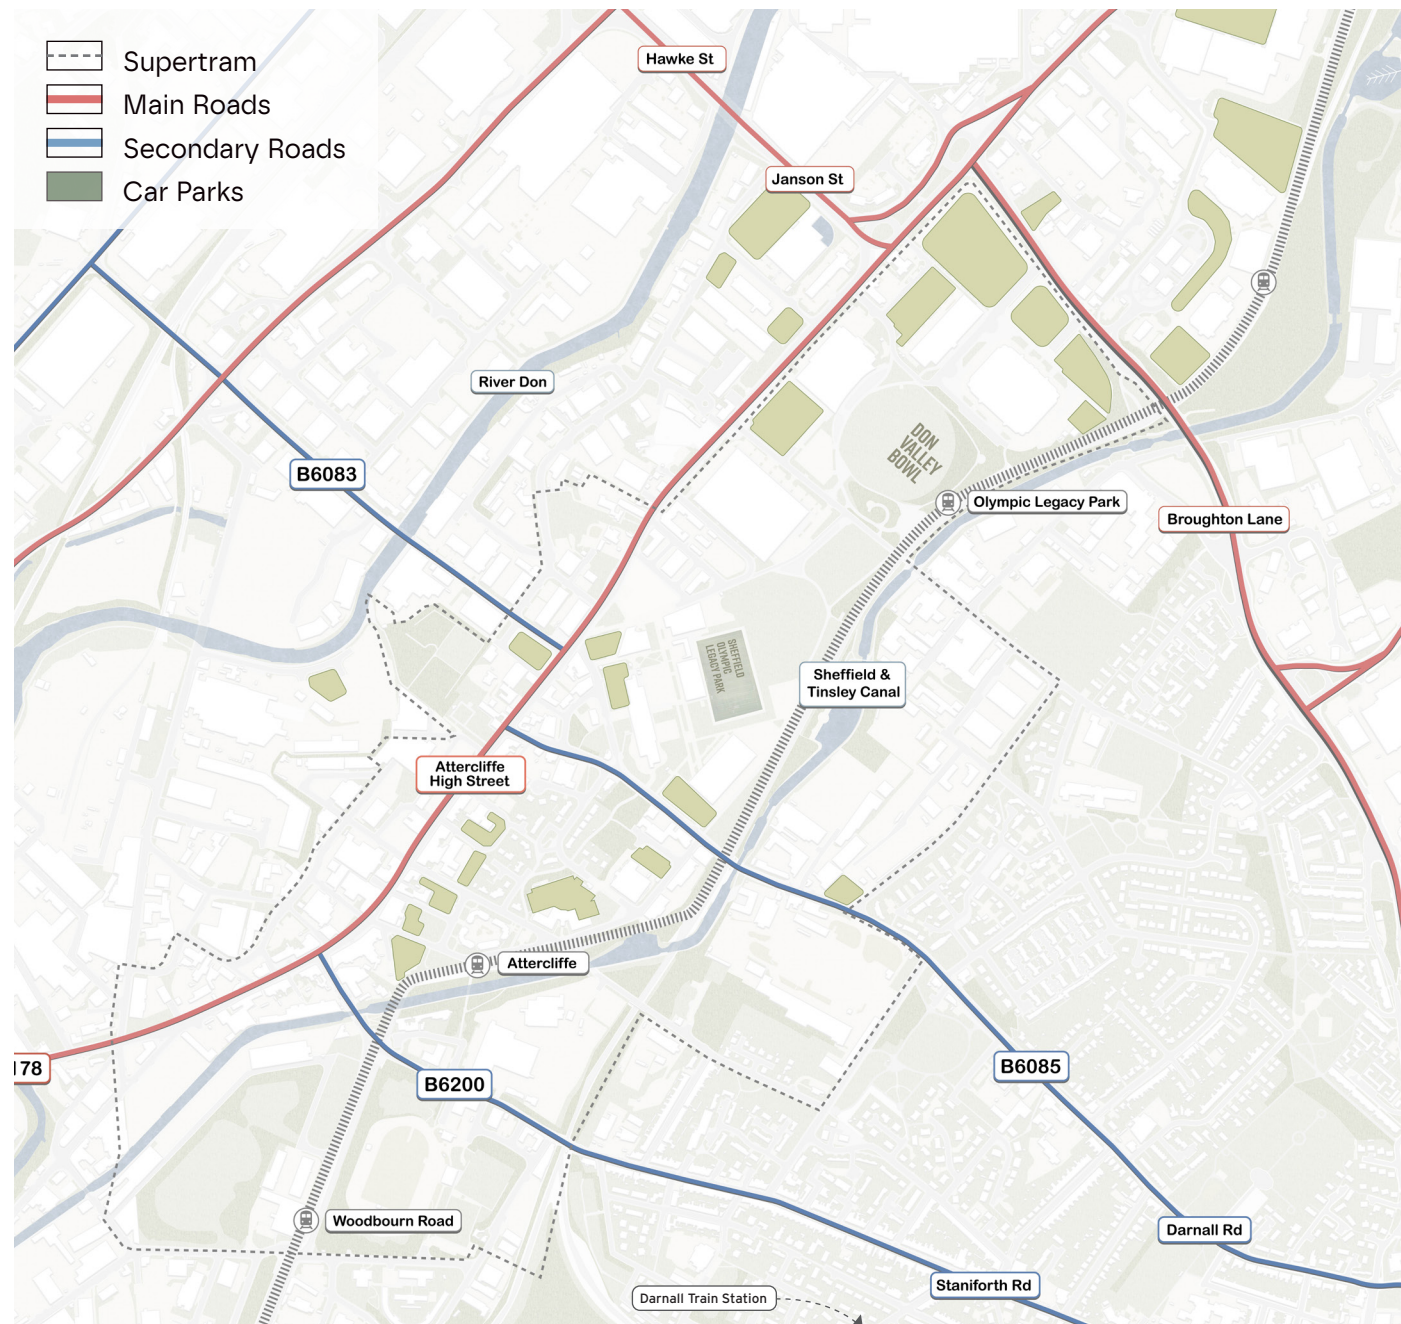 Supertram
Main Roads
Secondary Roads
Car Parks
Hawke St
Janson St
River Don
B6083
DON
VALLEY
BOWL
Olympic Legacy Park
Broughton Lane
SHEFFIELD
OLYMPIC
LEGACY PARK
Sheffield &
Tinsley Canal
Attercliffe
High Street
Attercliffe
178
B6200
B6085
Woodbourn Road
Darnall Rd
Staniforth Rd
Darnall Train Station